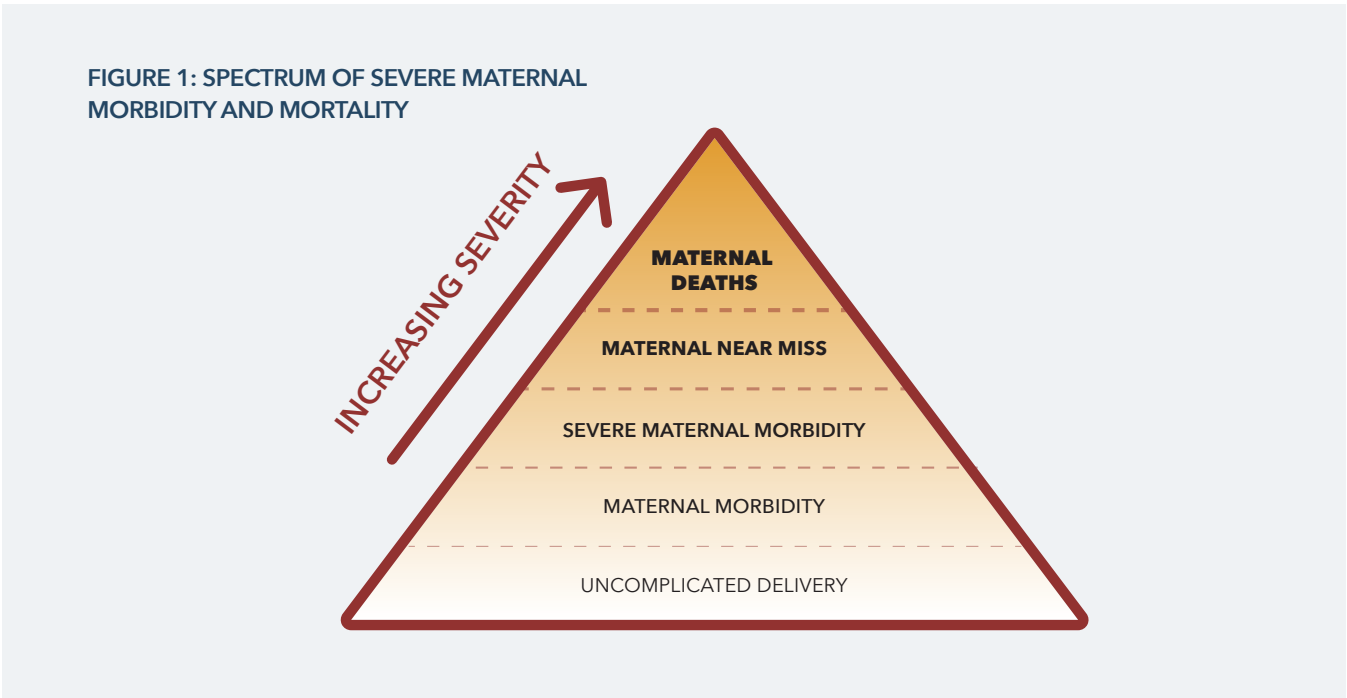 FIGURE 1: SPECTRUM OF SEVERE MATERNAL
MORBIDITY AND MORTALITY
INCREASING SEVERITY
MATERNAL
DEATHS
MATERNAL NEAR MISS
SEVERE MATERNAL MORBIDITY
MATERNAL MORBIDITY
UNCOMPLICATED DELIVERY